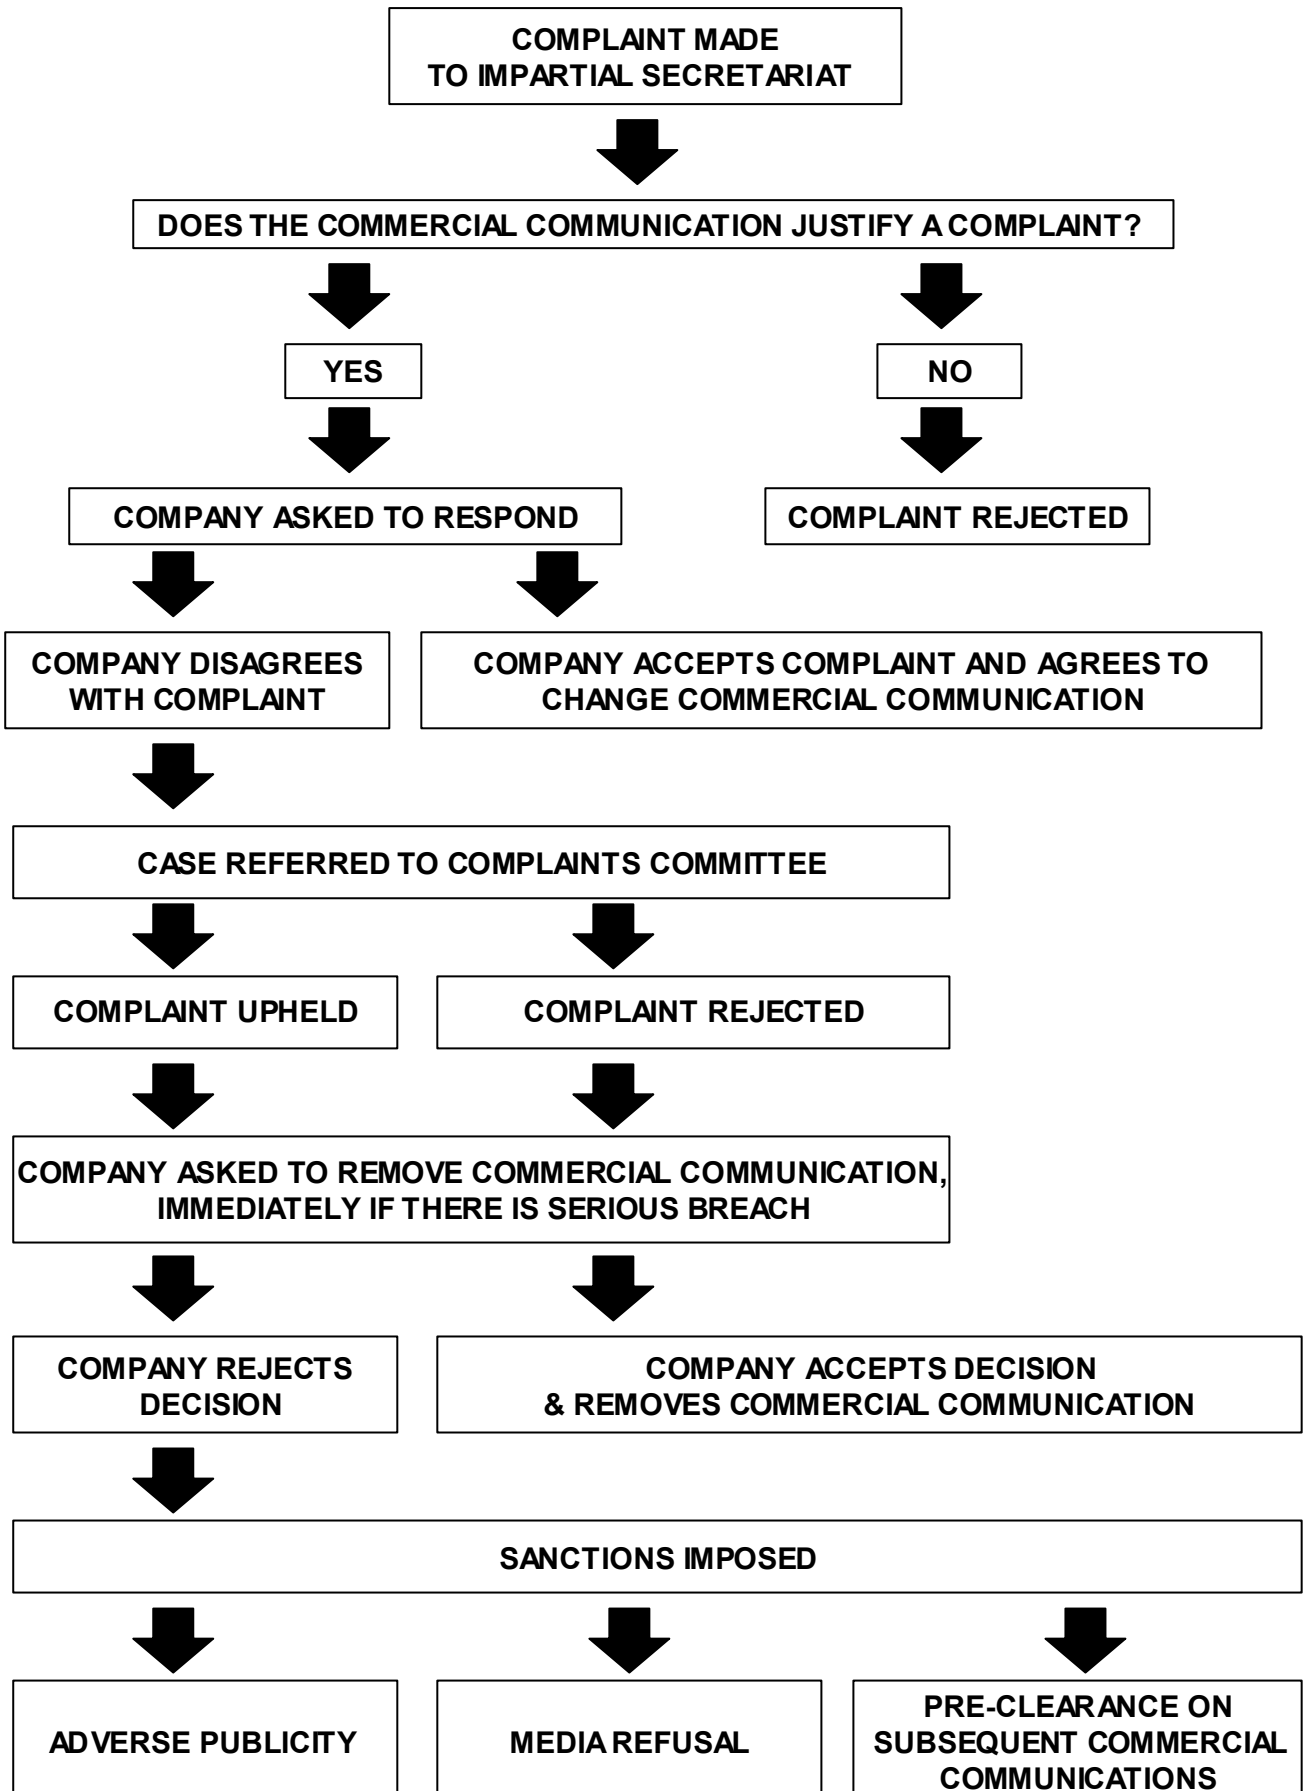 COMPLAINT MADE
TO IMPARTIAL SECRETARIAT
DOES THE COMMERCIAL COMMUNICATION JUSTIFY A COMPLAINT?
YES
NO
COMPANY ASKED TO RESPOND
COMPLAINT REJECTED
COMPANY DISAGREES
WITH COMPLAINT
COMPANY ACCEPTS COMPLAINT AND AGREES TO
CHANGE COMMERCIAL COMMUNICATION
CASE REFERRED TO COMPLAINTS COMMITTEE
COMPLAINT UPHELD
COMPLAINT REJECTED
COMPANY ASKED TO REMOVE COMMERCIAL COMMUNICATION,
IMMEDIATELY IF THERE IS SERIOUS BREACH
COMPANY REJECTS
DECISION
COMPANY ACCEPTS DECISION
& REMOVES COMMERCIAL COMMUNICATION
SANCTIONS IMPOSED
ADVERSE PUBLICITY
MEDIA REFUSAL
PRE-CLEARANCE ON
SUBSEQUENT COMMERCIAL
COMMUNICATIONS